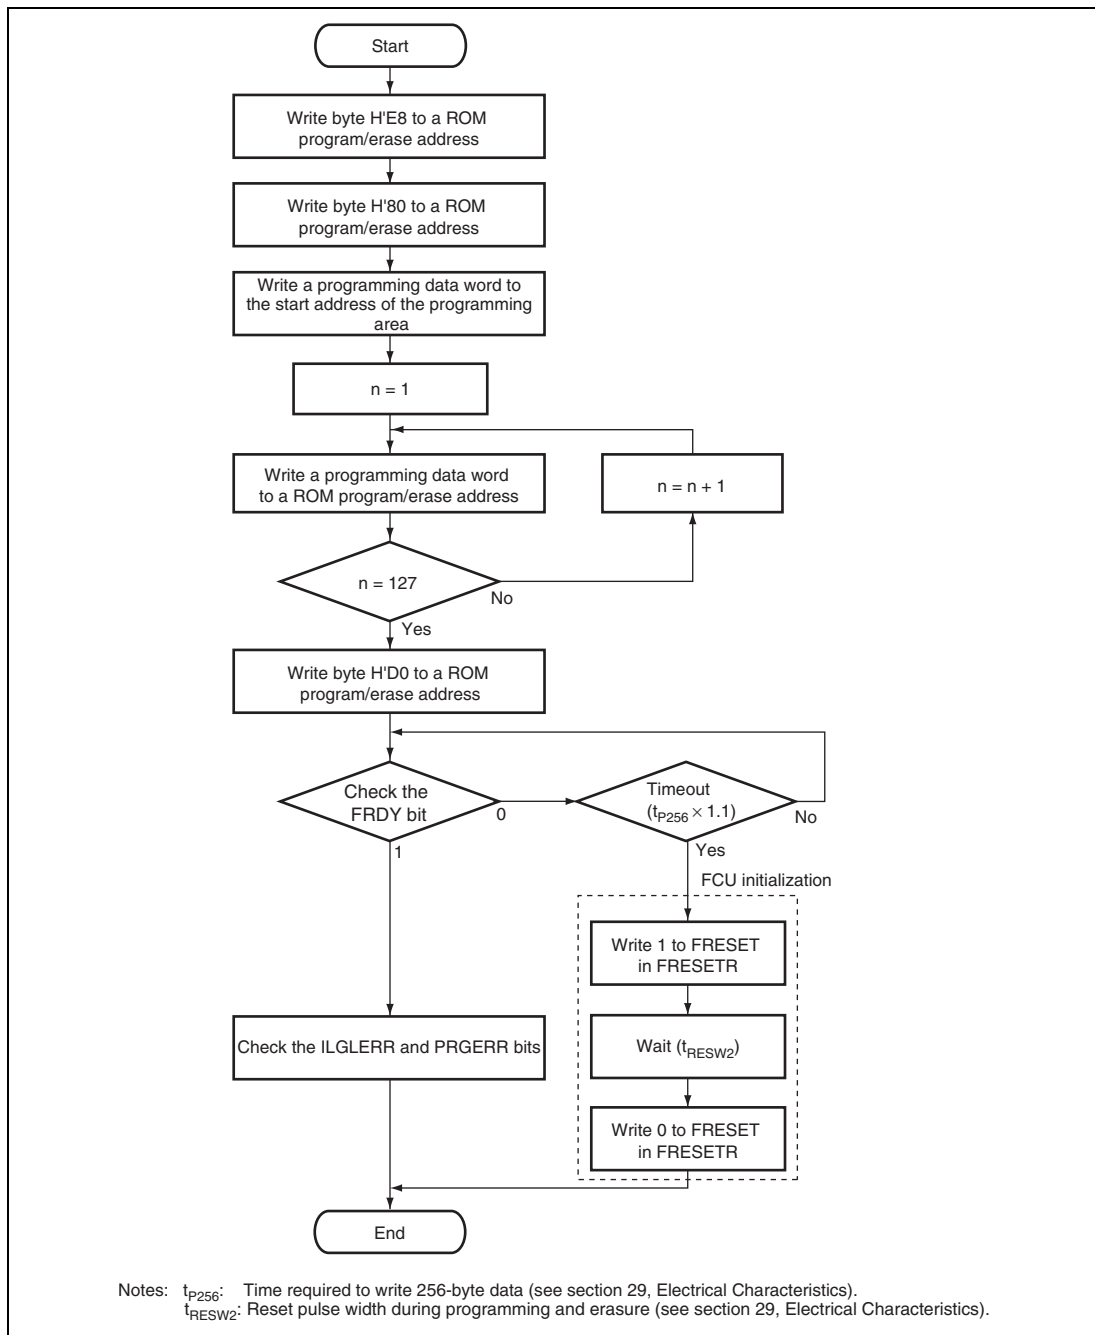 Start
Write byte H'E8 to a ROM
program/erase address
Write byte H'80 to a ROM
program/erase address
Write a programming data word to
the start address of the programming
area
n = 1
Write a programming data word
to a ROM program/erase address
n = n + 1
n = 127
No
Yes
Write byte H'D0 to a ROM
program/erase address
Check the
FRDY bit
0
1
Timeout
(tP256 × 1.1)
No
Yes
FCU initialization
Write 1 to FRESET
in FRESETR
Wait (tRESW2)
Write 0 to FRESET
in FRESETR
Check the ILGLERR and PRGERR bits
End
Notes: tP256: Time required to write 256-byte data (see section 29, Electrical Characteristics).
tRESW2: Reset pulse width during programming and erasure (see section 29, Electrical Characteristics).